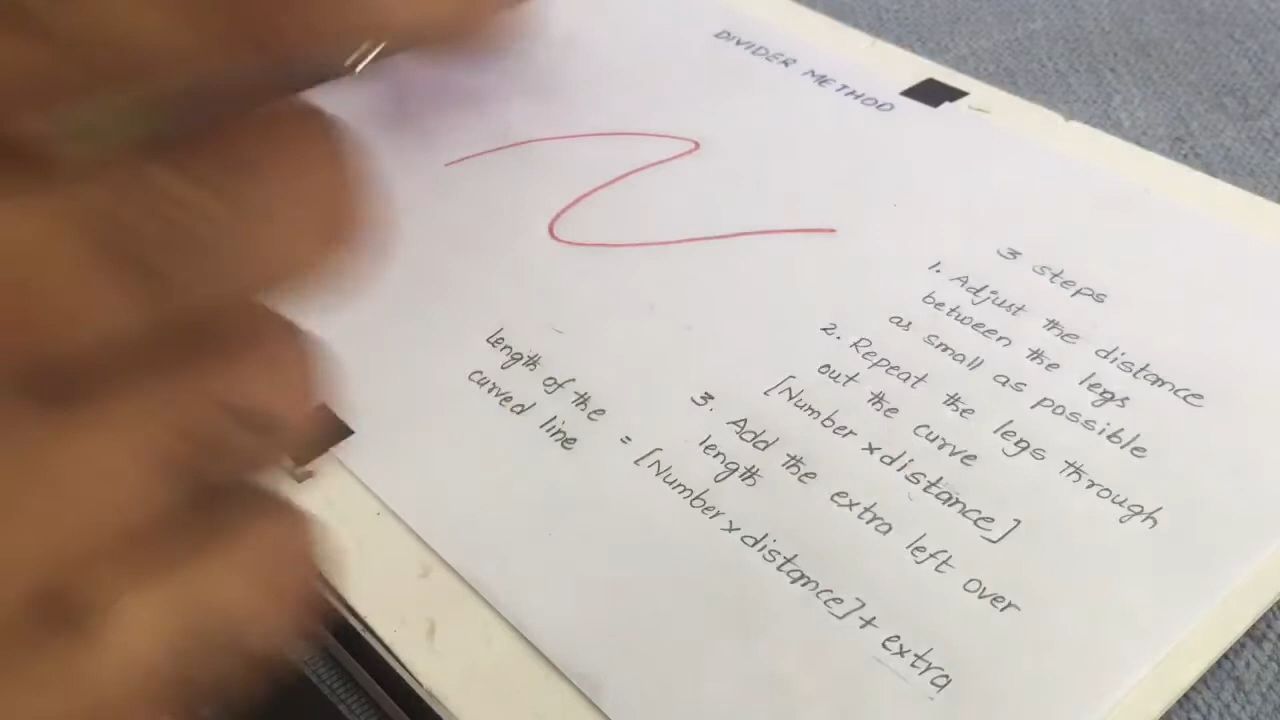 DIVIDER METHOD
3 steps
1. Adjust the distance
between the legs
as small as possible
2. Repeat the legs through
out the curve
[Number x distance]
3. Add the extra left over
length
length of the
curved line = [Number x distance] + extra